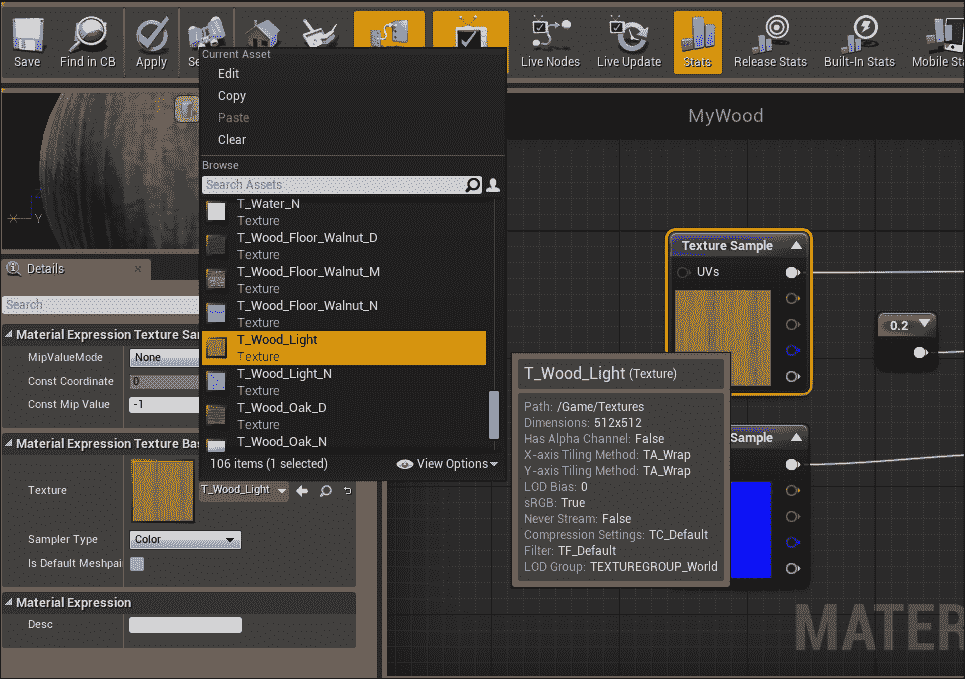 Save
Find in CB
Apply
Live Nodes
Live Update
Stats
Release Stats
Built-In Stats
Mobile Sta
Current Asset
Edit
Copy
Paste
Clear
Browse
Search Assets
T_Water_N
Texture
T_Wood_Floor_Walnut_D
Texture
T_Wood_Floor_Walnut_M
Texture
T_Wood_Floor_Walnut_N
Texture
T_Wood_Light
Texture
T_Wood_Light_N
Texture
T_Wood_Oak_D
Texture
T_Wood_Oak_N
106 items (1 selected)
View Options
Y
Details
Search
Material Expression Texture Sa
MipValueMode
None
Const Coordinate
0
Const Mip Value
-1
Material Expression Texture Bas
Texture
T_Wood_Light
Sampler Type
Color
Is Default Meshpai
Material Expression
Desc
MyWood
Texture Sample
UVs
0.2
Sample
T_Wood_Light (Texture)
Path: /Game/Textures
Dimensions: 512x512
Has Alpha Channel: False
X-axis Tiling Method: TA_Wrap
Y-axis Tiling Method: TA_Wrap
LOD Bias: 0
sRGB: True
Never Stream: False
Compression Settings: TC_Default
Filter: TF_Default
LOD Group: TEXTUREGROUP_World
MATER